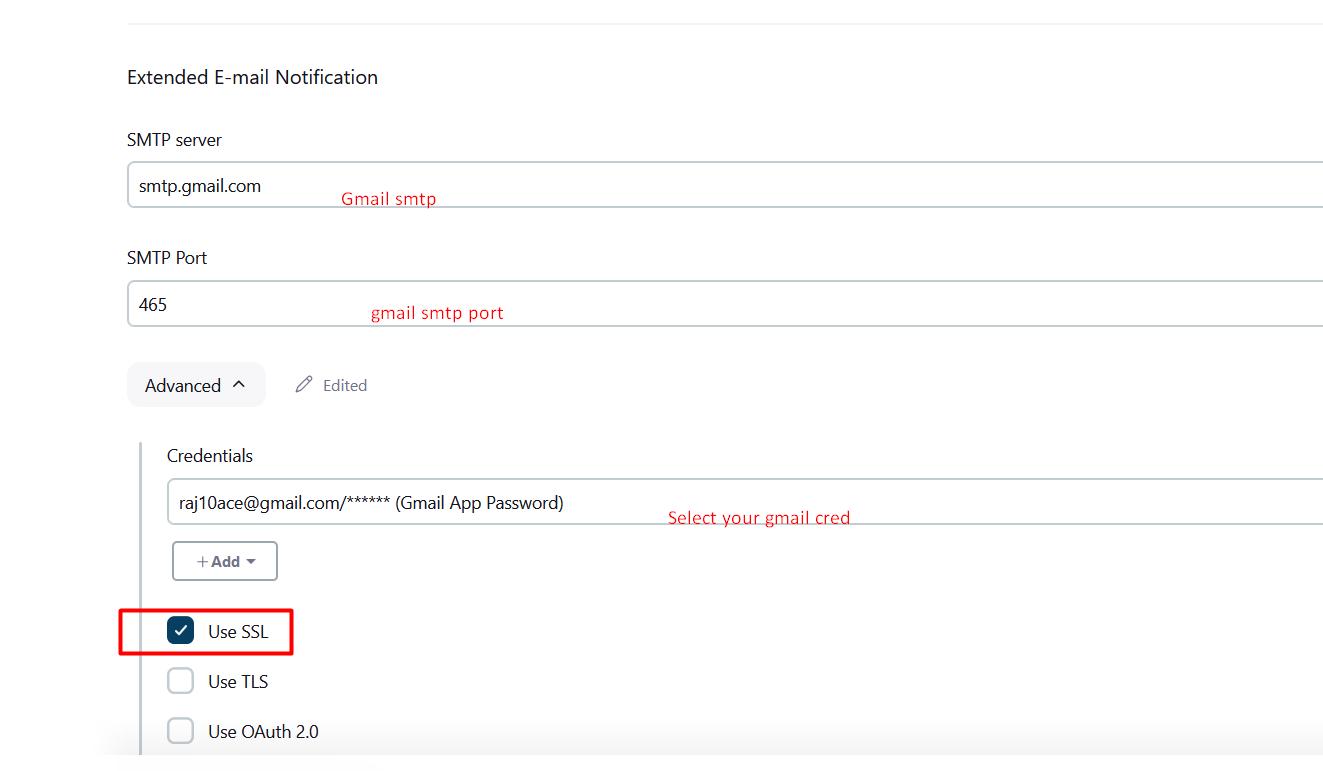 Extended E-mail Notification
SMTP server
smtp.gmail.com
Gmail smtp
SMTP Port
465
gmail smtp port
Advanced
Edited
Credentials
raj10ace@gmail.com/****** (Gmail App Password)
Select your gmail cred
+ Add
Use SSL
Use TLS
Use OAuth 2.0